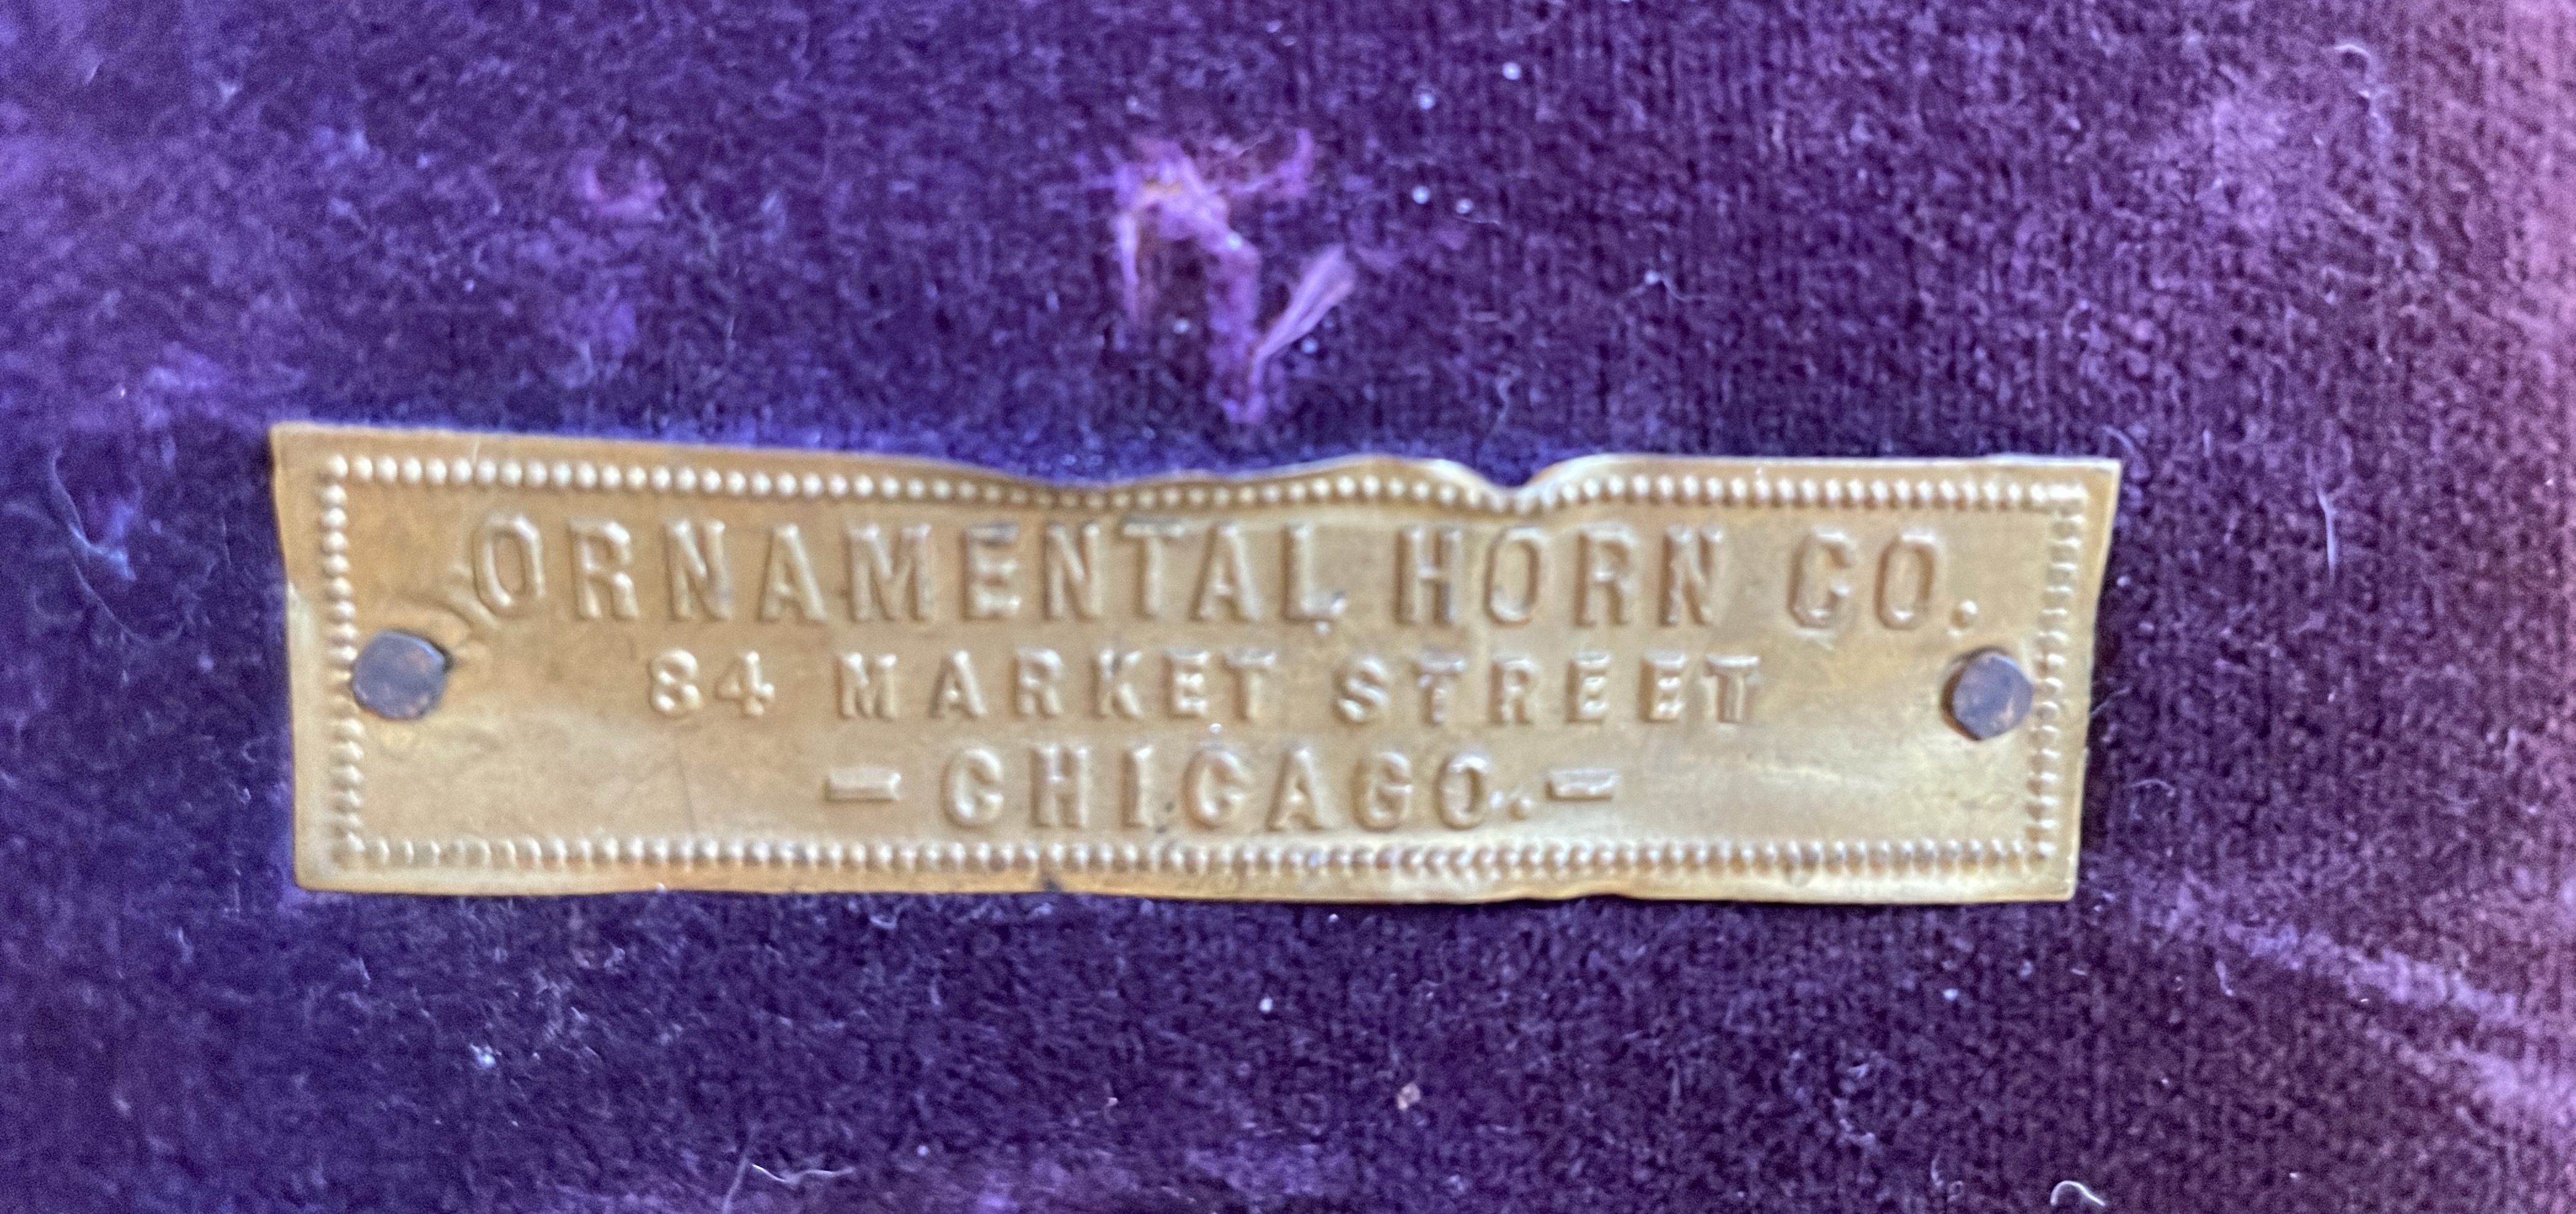 ORNAMENTAL HORN CO.
84 MARKET STREET
- CHICAGO. -